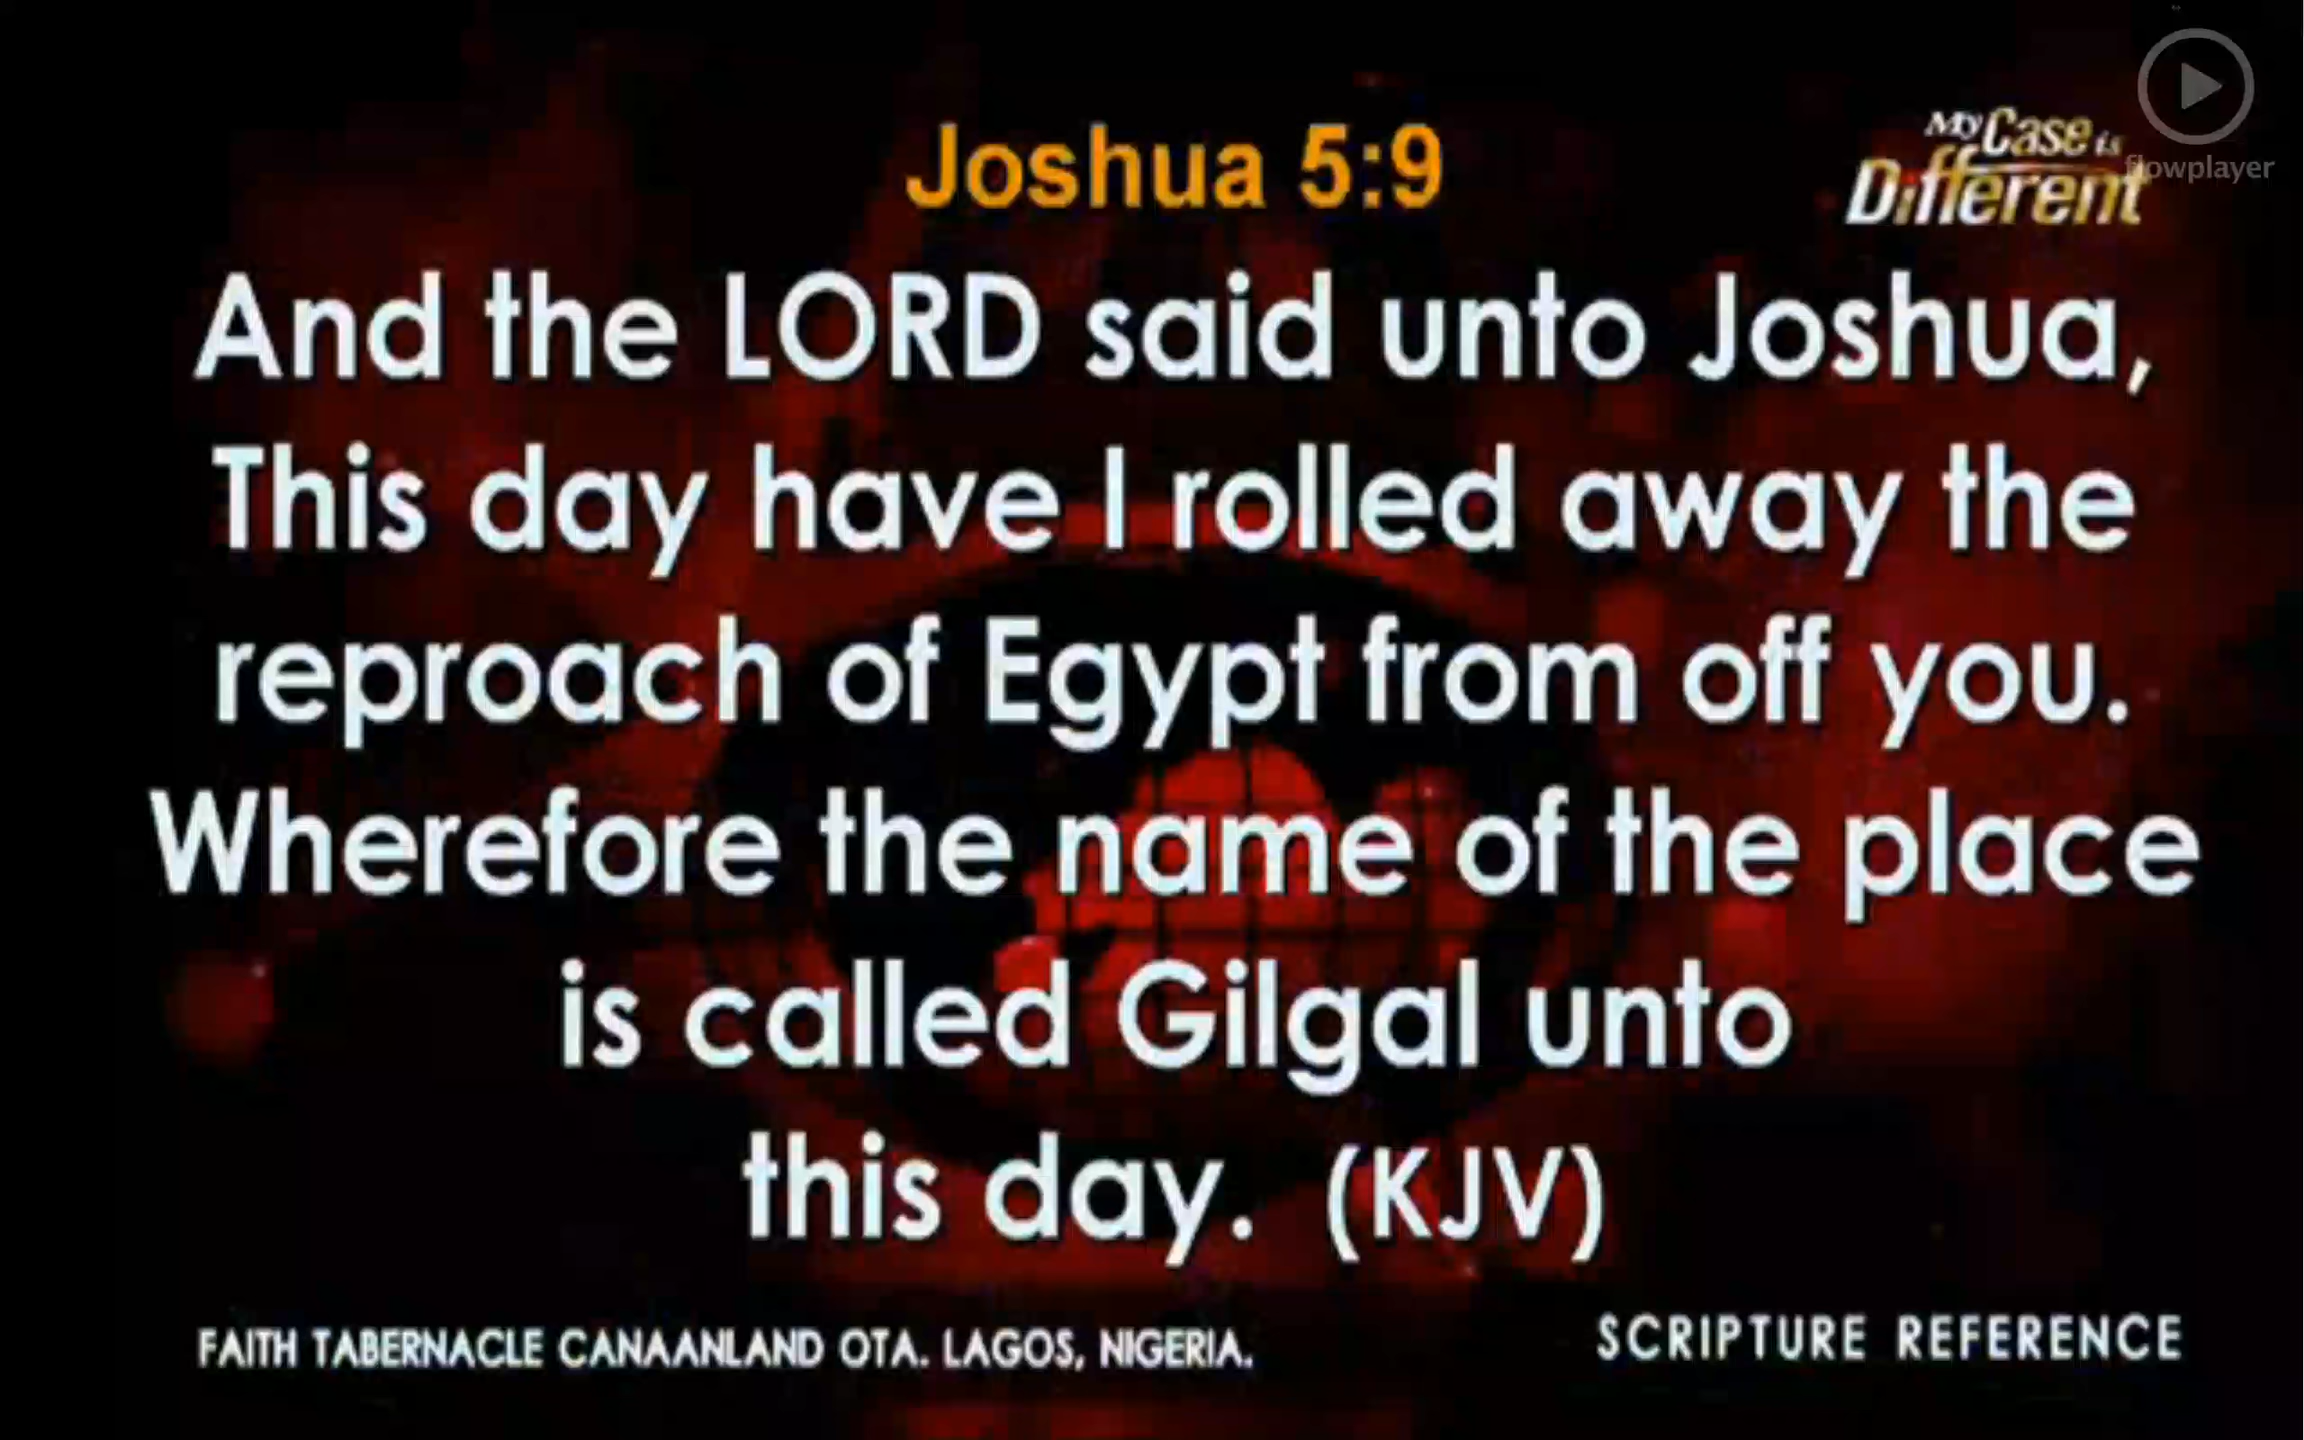 Joshua 5:9
My Case is
Different
flowplayer
And the LORD said unto Joshua,
This day have I rolled away the
reproach of Egypt from off you.
Wherefore the name of the place
is called Gilgal unto
this day. (KJV)
FAITH TABERNACLE CANAANLAND OTA. LAGOS, NIGERIA.
SCRIPTURE REFERENCE